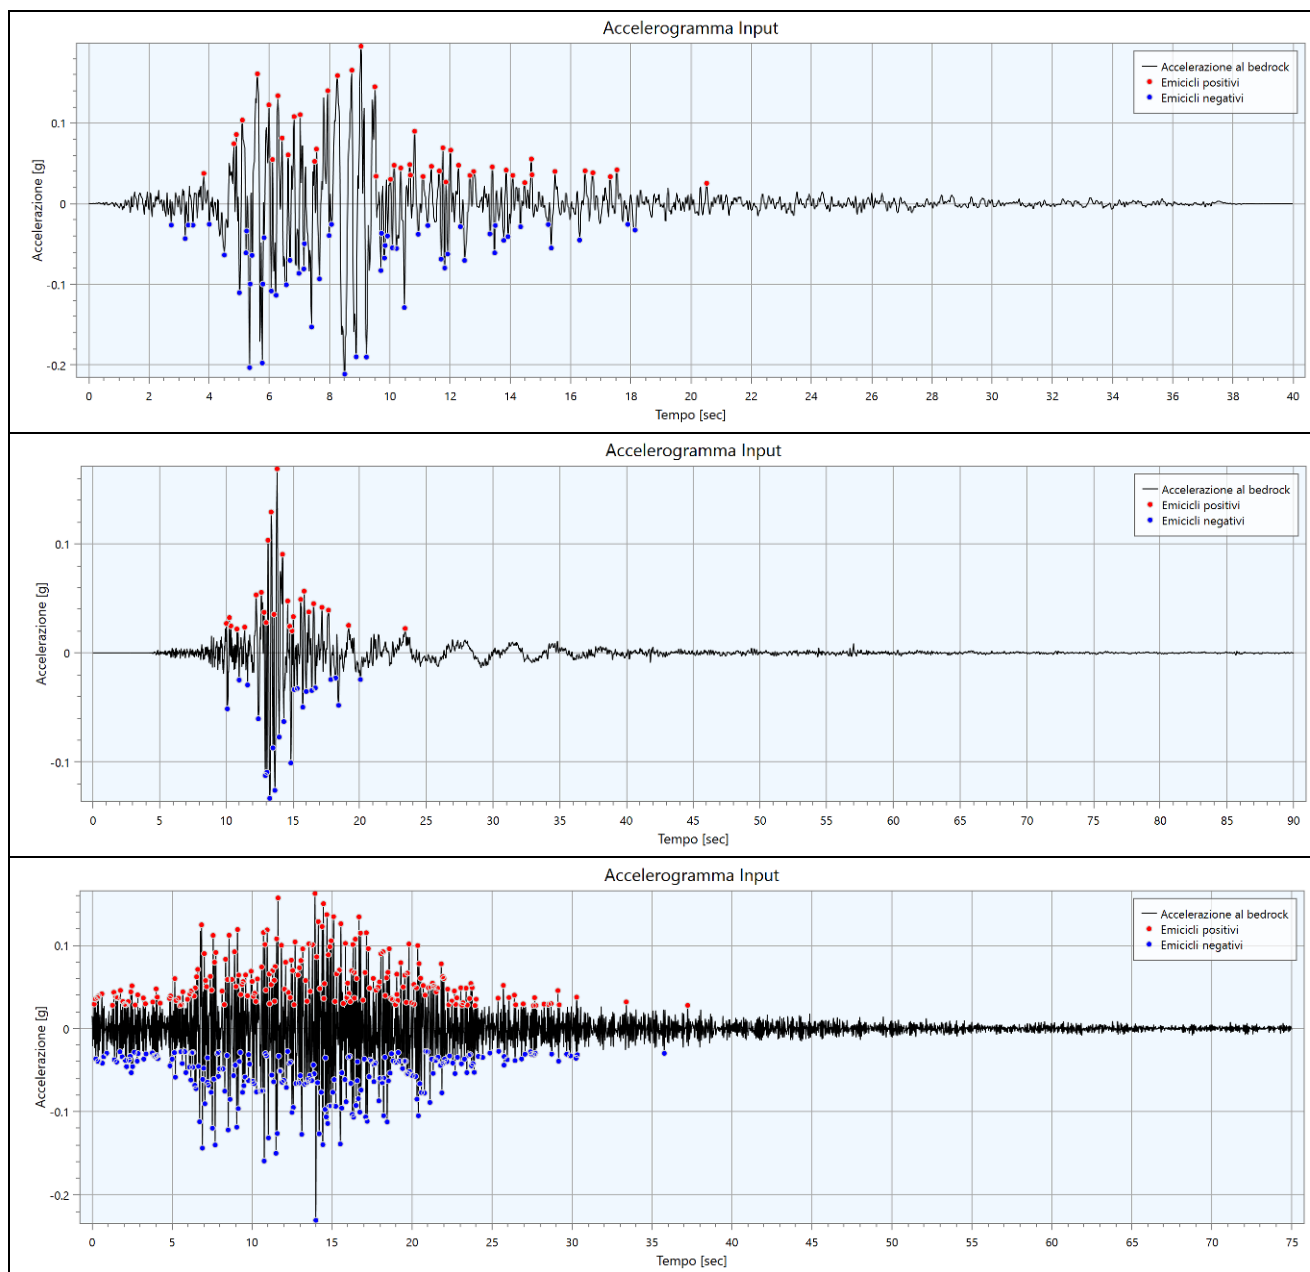 Accelerogramma Input
Accelerazione al bedrock
Emicicli positivi
Emicicli negativi
Accelerazione [g]
0.1
0
-0.1
-0.2
0 2 4 6 8 10 12 14 16 18 20 22 24 26 28 30 32 34 36 38 40
Tempo [sec]
Accelerogramma Input
Accelerazione al bedrock
Emicicli positivi
Emicicli negativi
Accelerazione [g]
0.1
0
-0.1
0 5 10 15 20 25 30 35 40 45 50 55 60 65 70 75 80 85 90
Tempo [sec]
Accelerogramma Input
Accelerazione al bedrock
Emicicli positivi
Emicicli negativi
Accelerazione [g]
0.1
0
-0.1
-0.2
0 5 10 15 20 25 30 35 40 45 50 55 60 65 70 75
Tempo [sec]